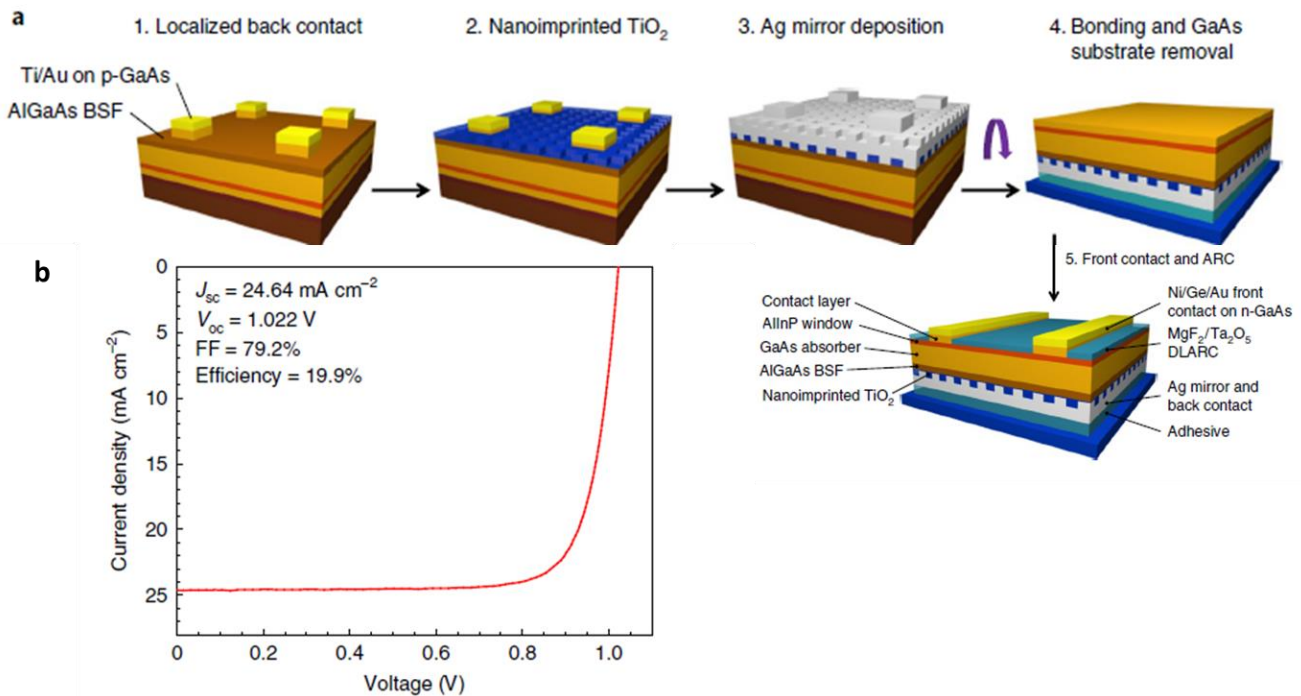 a
1. Localized back contact
2. Nanoimprinted TiO₂
3. Ag mirror deposition
4. Bonding and GaAs
substrate removal
Ti/Au on p-GaAs
AlGaAs BSF
5. Front contact and ARC
Contact layer
AlInP window
GaAs absorber
AlGaAs BSF
Nanoimprinted TiO₂
Ni/Ge/Au front
contact on n-GaAs
MgF₂/Ta₂O₅
DLARC
Ag mirror and
back contact
Adhesive
b
Jsc = 24.64 mA cm⁻²
Voc = 1.022 V
FF = 79.2%
Efficiency = 19.9%
Current density (mA cm⁻²)
0
5
10
15
20
25
0 0.2 0.4 0.6 0.8 1.0
Voltage (V)